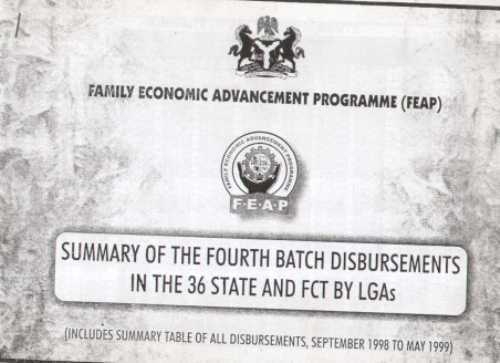 FAMILY ECONOMIC ADVANCEMENT PROGRAMME (FEAP)
FAMILY ECONOMIC ADVANCEMENT PROGRAMME
F·E·A·P
SUMMARY OF THE FOURTH BATCH DISBURSEMENTS
IN THE 36 STATE AND FCT BY LGAs
(INCLUDES SUMMARY TABLE OF ALL DISBURSEMENTS, SEPTEMBER 1998 TO MAY 1999)